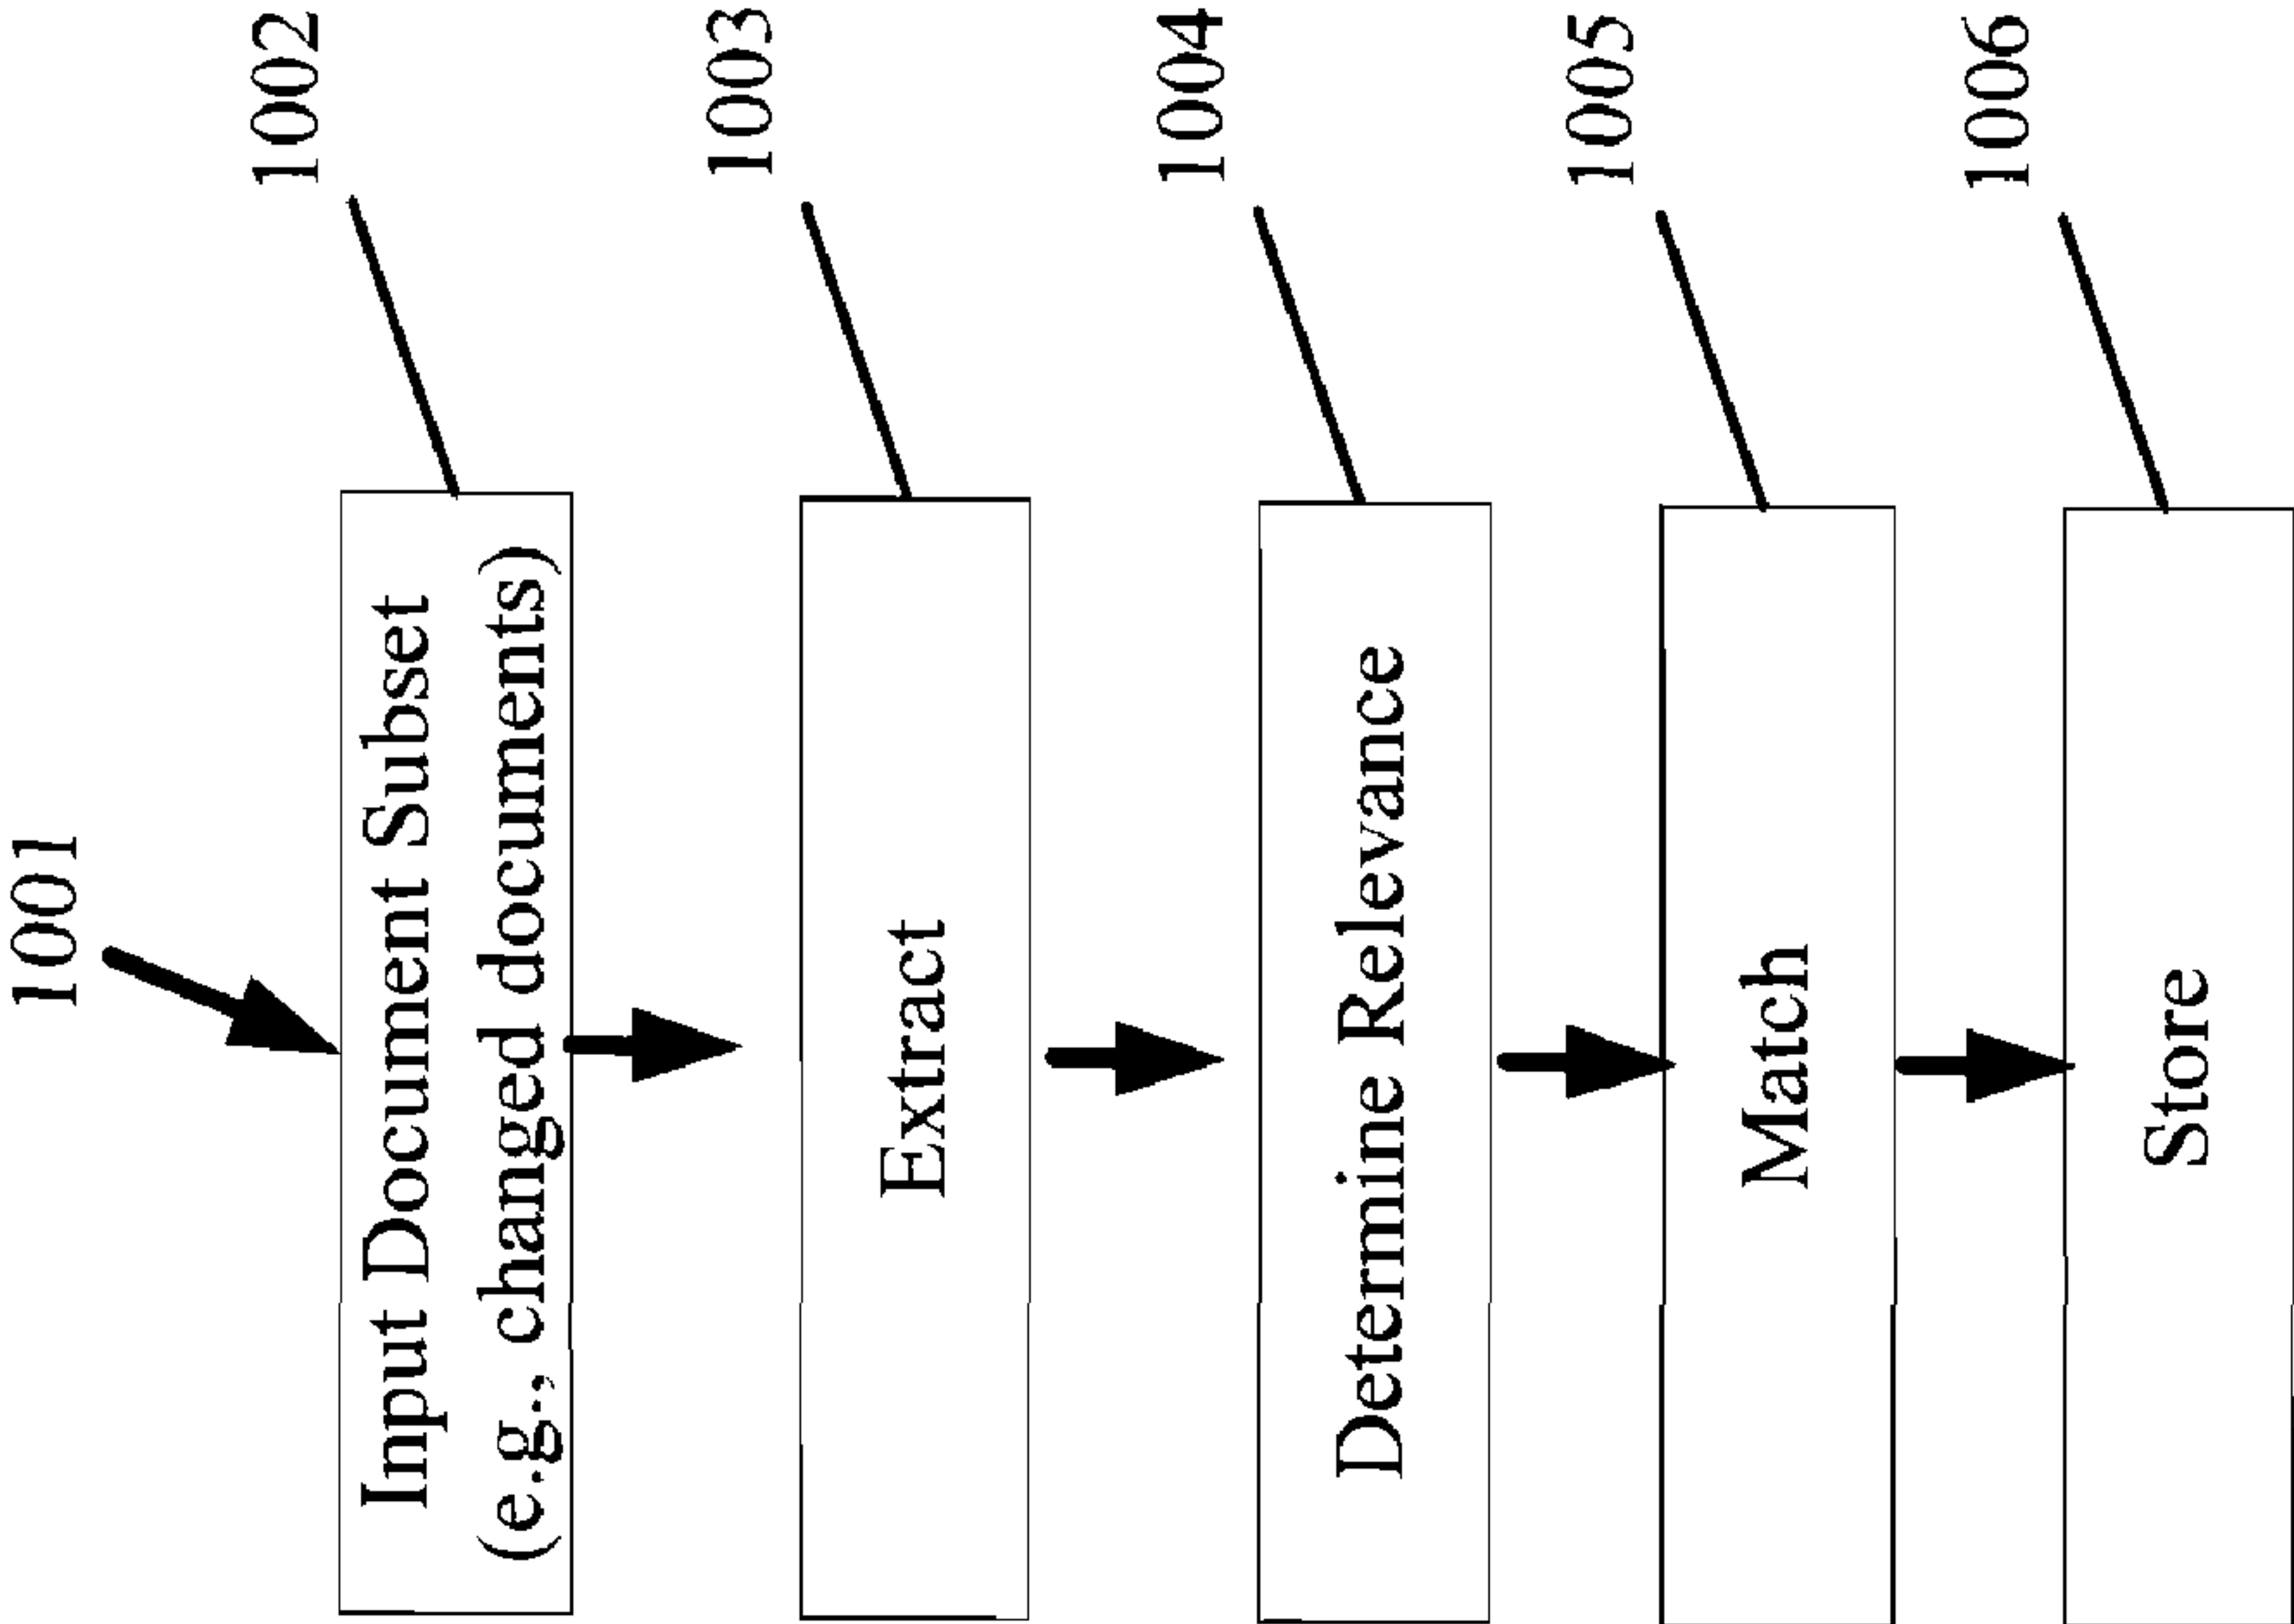 1001
Input Document Subset
(e.g., changed documents)
1002
Extract
1003
Determine Relevance
1004
Match
1005
Store
1006